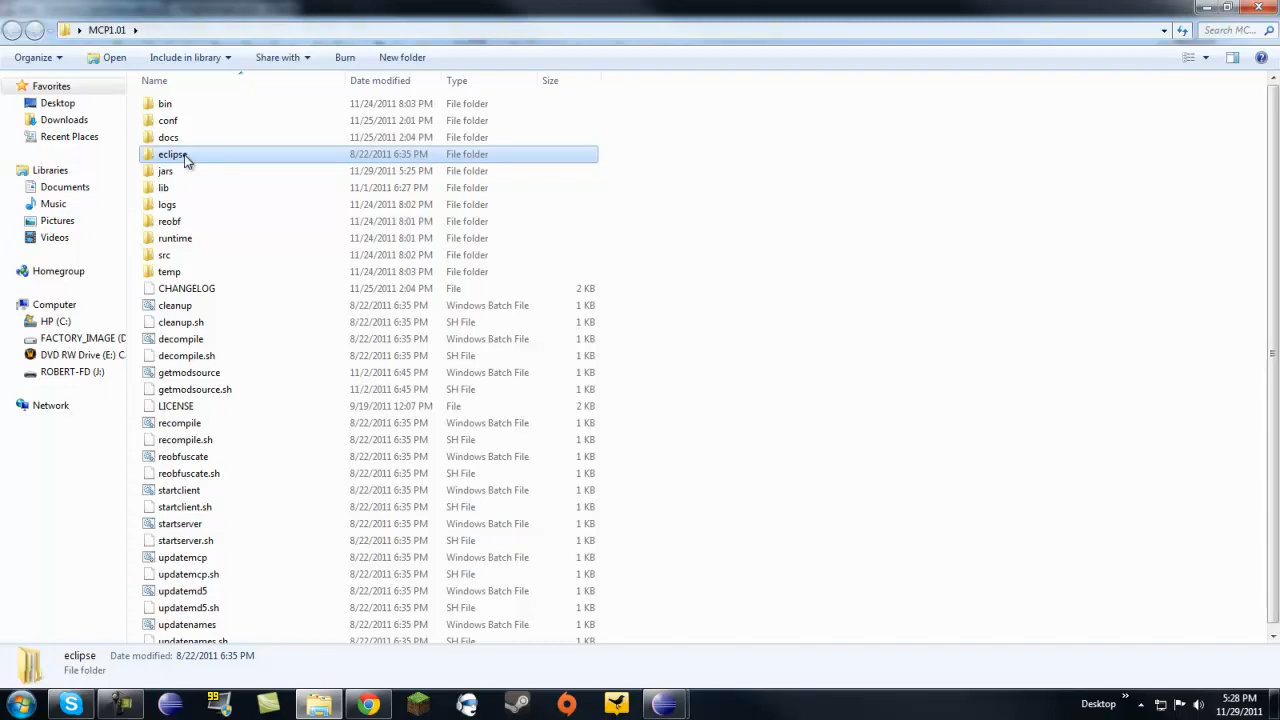 MCP1.01
Search MC...
Organize Open Include in library Share with Burn New folder
Name Date modified Type Size
Favorites
Desktop
Downloads
Recent Places
Libraries
Documents
Music
Pictures
Videos
Homegroup
Computer
HP (C:)
FACTORY_IMAGE (D
DVD RW Drive (E:) C
ROBERT-FD (J:)
Network
bin 11/24/2011 8:03 PM File folder
conf 11/25/2011 2:01 PM File folder
docs 11/25/2011 2:04 PM File folder
eclipse 8/22/2011 6:35 PM File folder
jars 11/29/2011 5:25 PM File folder
lib 11/1/2011 6:27 PM File folder
logs 11/24/2011 8:02 PM File folder
reobf 11/24/2011 8:01 PM File folder
runtime 11/24/2011 8:01 PM File folder
src 11/24/2011 8:02 PM File folder
temp 11/24/2011 8:03 PM File folder
CHANGELOG 11/25/2011 2:04 PM File 2 KB
cleanup 8/22/2011 6:35 PM Windows Batch File 1 KB
cleanup.sh 8/22/2011 6:35 PM SH File 1 KB
decompile 8/22/2011 6:35 PM Windows Batch File 1 KB
decompile.sh 8/22/2011 6:35 PM SH File 1 KB
getmodsource 11/2/2011 6:45 PM Windows Batch File 1 KB
getmodsource.sh 11/2/2011 6:45 PM SH File 1 KB
LICENSE 9/19/2011 12:07 PM File 2 KB
recompile 8/22/2011 6:35 PM Windows Batch File 1 KB
recompile.sh 8/22/2011 6:35 PM SH File 1 KB
reobfuscate 8/22/2011 6:35 PM Windows Batch File 1 KB
reobfuscate.sh 8/22/2011 6:35 PM SH File 1 KB
startclient 8/22/2011 6:35 PM Windows Batch File 1 KB
startclient.sh 8/22/2011 6:35 PM SH File 1 KB
startserver 8/22/2011 6:35 PM Windows Batch File 1 KB
startserver.sh 8/22/2011 6:35 PM SH File 1 KB
updatemcp 8/22/2011 6:35 PM Windows Batch File 1 KB
updatemcp.sh 8/22/2011 6:35 PM SH File 1 KB
updatemd5 8/22/2011 6:35 PM Windows Batch File 1 KB
updatemd5.sh 8/22/2011 6:35 PM SH File 1 KB
updatenames 8/22/2011 6:35 PM Windows Batch File 1 KB
updatenames.sh 8/22/2011 6:35 PM SH File 1 KB
eclipse Date modified: 8/22/2011 6:35 PM
File folder
99
Desktop
5:28 PM
11/29/2011